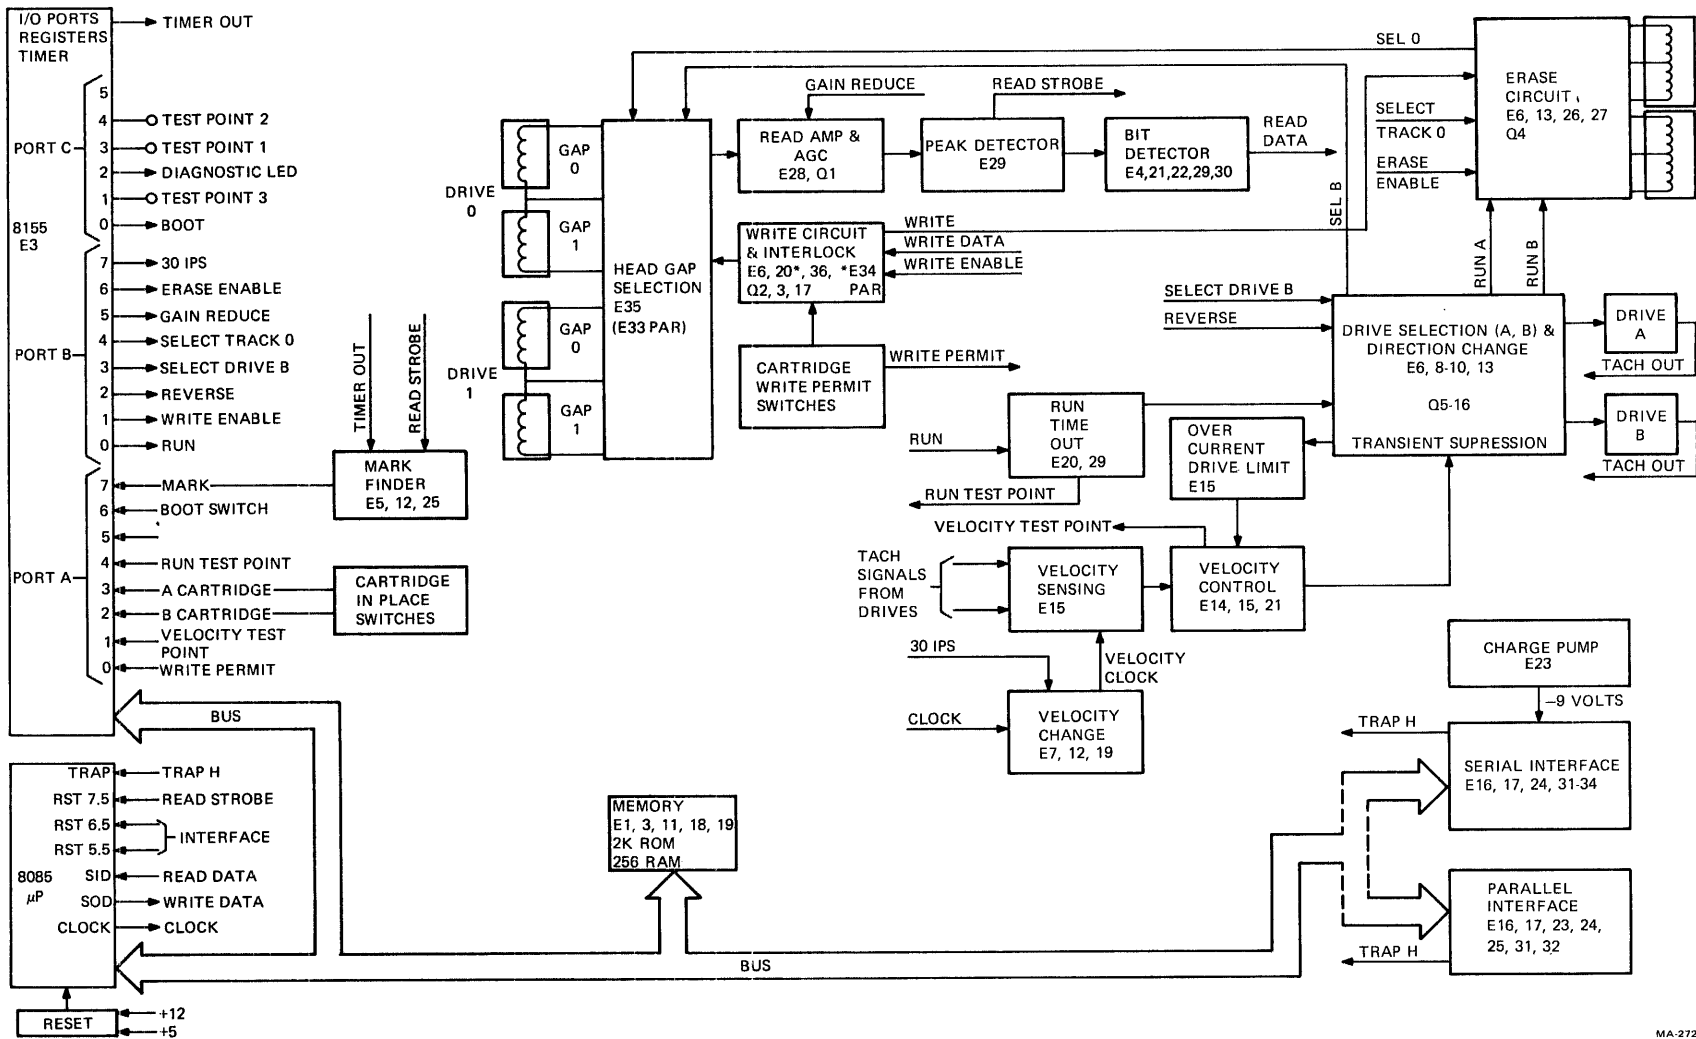 I/O PORTS
REGISTERS
TIMER
TIMER OUT
5
4
TEST POINT 2
PORT C
3
TEST POINT 1
2
DIAGNOSTIC LED
1
TEST POINT 3
8155
E3
0
BOOT
7
30 IPS
6
ERASE ENABLE
5
GAIN REDUCE
4
SELECT TRACK 0
PORT B
3
SELECT DRIVE B
2
REVERSE
1
WRITE ENABLE
0
RUN
7
MARK
6
BOOT SWITCH
5
4
RUN TEST POINT
PORT A
3
A CARTRIDGE
2
B CARTRIDGE
1
VELOCITY TEST
POINT
0
WRITE PERMIT
BUS
TIMER OUT
READ STROBE
MARK
FINDER
E5, 12, 25
CARTRIDGE
IN PLACE
SWITCHES
TRAP
TRAP H
RST 7.5
READ STROBE
RST 6.5
INTERFACE
RST 5.5
8085
μP
SID
READ DATA
SOD
WRITE DATA
CLOCK
CLOCK
RESET
+12
+5
DRIVE
0
GAP
0
GAP
1
DRIVE
1
GAP
0
GAP
1
HEAD GAP
SELECTION
E35
(E33 PAR)
SEL 0
SEL B
GAIN REDUCE
READ AMP &
AGC
E28, Q1
READ STROBE
PEAK DETECTOR
E29
BIT
DETECTOR
E4,21,22,29,30
READ
DATA
WRITE CIRCUIT
& INTERLOCK
E6, 20*, 36, *E34
Q2, 3, 17 PAR
WRITE
WRITE DATA
WRITE ENABLE
CARTRIDGE
WRITE PERMIT
SWITCHES
WRITE PERMIT
SELECT
TRACK 0
ERASE
ENABLE
ERASE
CIRCUIT
E6, 13, 26, 27
Q4
RUN A
RUN B
SELECT DRIVE B
REVERSE
DRIVE SELECTION (A, B) &
DIRECTION CHANGE
E6, 8-10, 13
Q5-16
TRANSIENT SUPRESSION
DRIVE
A
TACH OUT
DRIVE
B
TACH OUT
RUN
RUN
TIME
OUT
E20, 29
RUN TEST POINT
OVER
CURRENT
DRIVE LIMIT
E15
VELOCITY TEST POINT
TACH
SIGNALS
FROM
DRIVES
VELOCITY
SENSING
E15
VELOCITY
CONTROL
E14, 15, 21
30 IPS
VELOCITY
CLOCK
CLOCK
VELOCITY
CHANGE
E7, 12, 19
CHARGE PUMP
E23
–9 VOLTS
TRAP H
SERIAL INTERFACE
E16, 17, 24, 31-34
MEMORY
E1, 3, 11, 18, 19
2K ROM
256 RAM
BUS
PARALLEL
INTERFACE
E16, 17, 23, 24,
25, 31, 32
TRAP H
MA-272